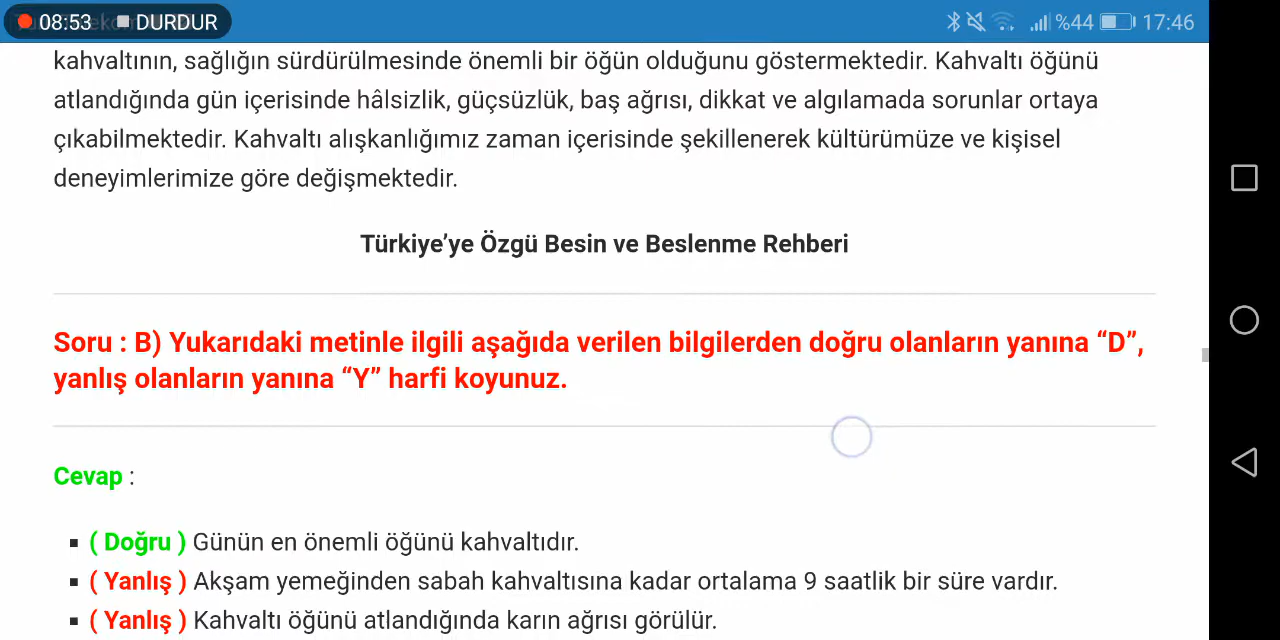 08:53 DURDUR %44 17:46
kahvaltının, sağlığın sürdürülmesinde önemli bir öğün olduğunu göstermektedir. Kahvaltı öğünü
atlandığında gün içerisinde hâlsizlik, güçsüzlük, baş ağrısı, dikkat ve algılamada sorunlar ortaya
çıkabilmektedir. Kahvaltı alışkanlığımız zaman içerisinde şekillenerek kültürümüze ve kişisel
deneyimlerimize göre değişmektedir.
Türkiye’ye Özgü Besin ve Beslenme Rehberi
Soru : B) Yukarıdaki metinle ilgili aşağıda verilen bilgilerden doğru olanların yanına “D”,
yanlış olanların yanına “Y” harfi koyunuz.
Cevap :
▪ ( Doğru ) Günün en önemli öğünü kahvaltıdır.
▪ ( Yanlış ) Akşam yemeğinden sabah kahvaltısına kadar ortalama 9 saatlik bir süre vardır.
▪ ( Yanlış ) Kahvaltı öğünü atlandığında karın ağrısı görülür.